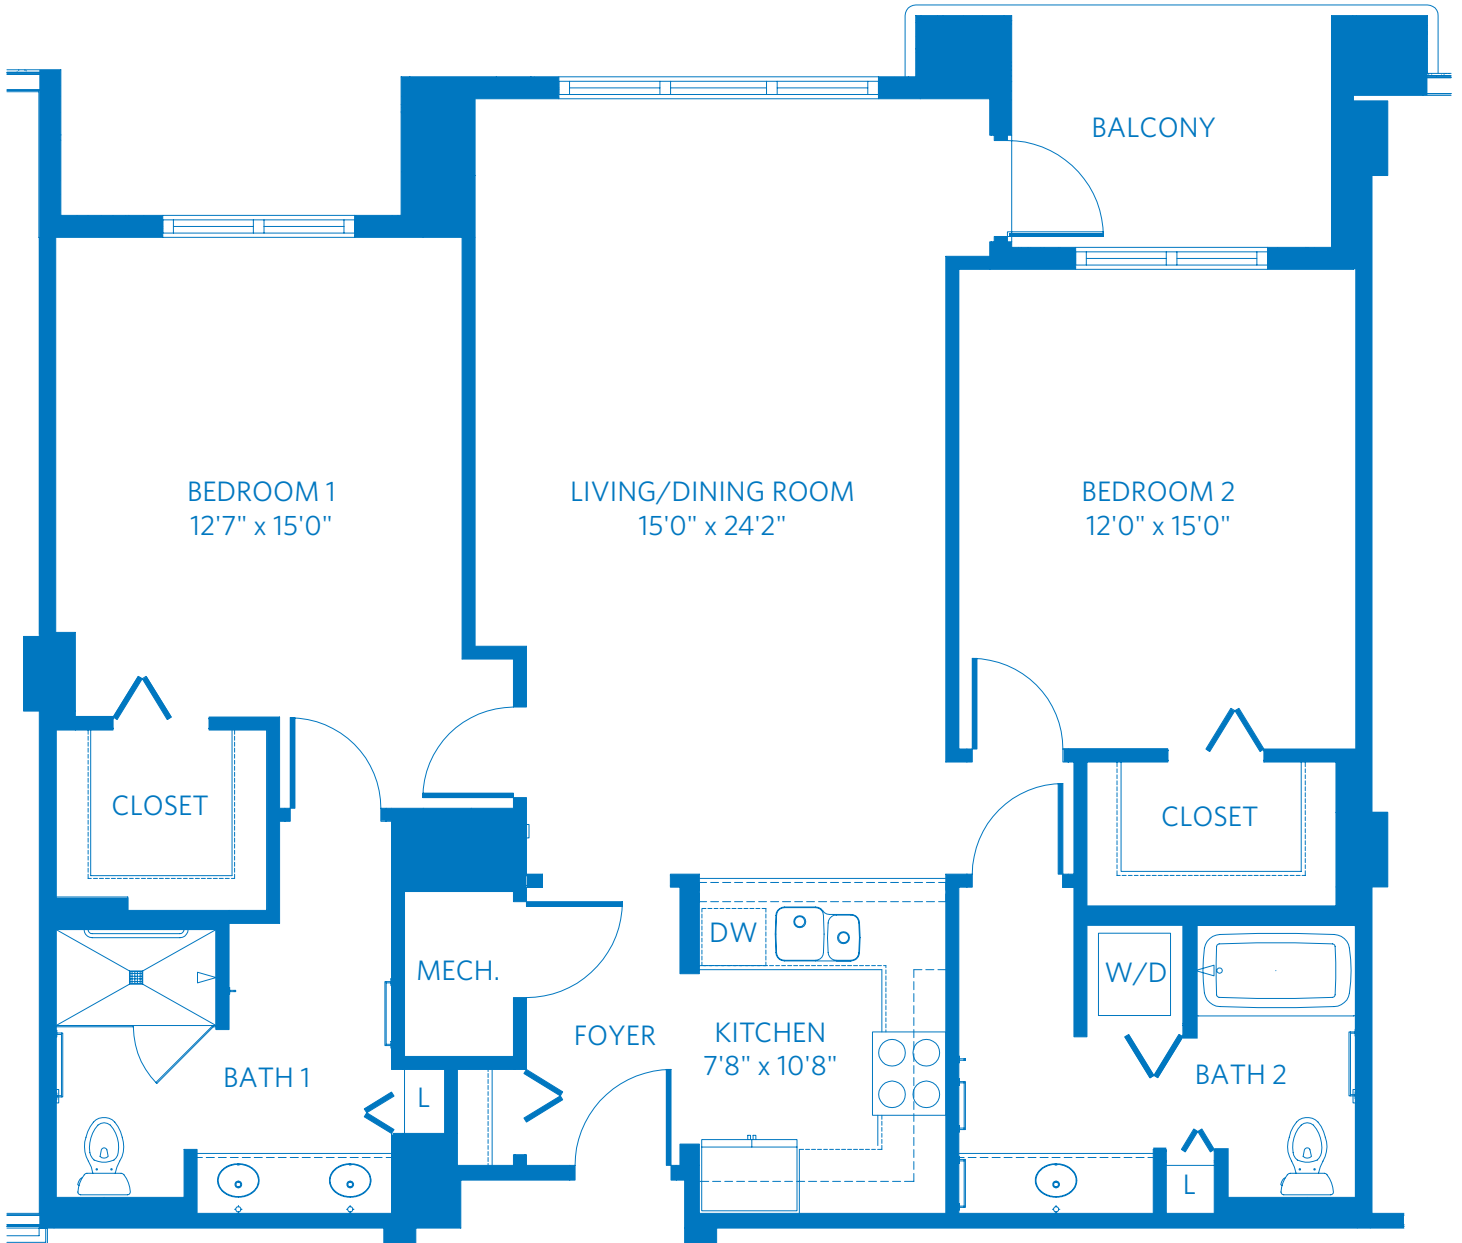 BALCONY
BEDROOM 1
12'7" x 15'0"
LIVING/DINING ROOM
15'0" x 24'2"
BEDROOM 2
12'0" x 15'0"
CLOSET
CLOSET
DW
MECH.
W/D
FOYER
KITCHEN
7'8" x 10'8"
BATH 1
BATH 2
L
L